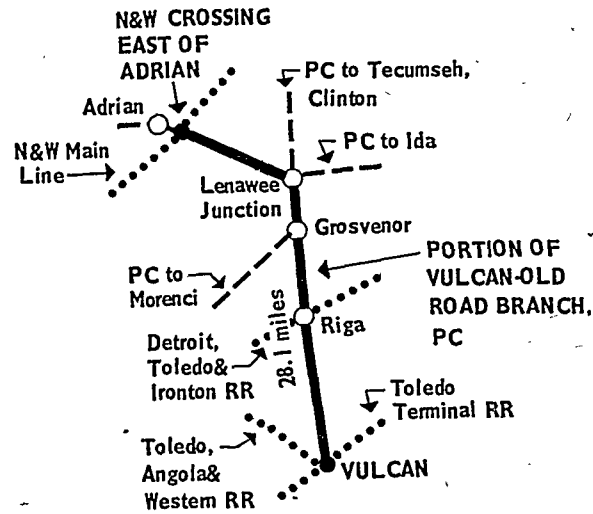 N&W CROSSING
EAST OF
ADRIAN
PC to Tecumseh,
Clinton
Adrian
PC to Ida
N&W Main
Line
Lenawee
Junction
Grosvenor
PC to
Morenci
PORTION OF
VULCAN-OLD
ROAD BRANCH,
PC
28.1 miles
Riga
Detroit,
Toledo&
Ironton RR
Toledo
Terminal RR
Toledo,
Angola&
Western RR
VULCAN